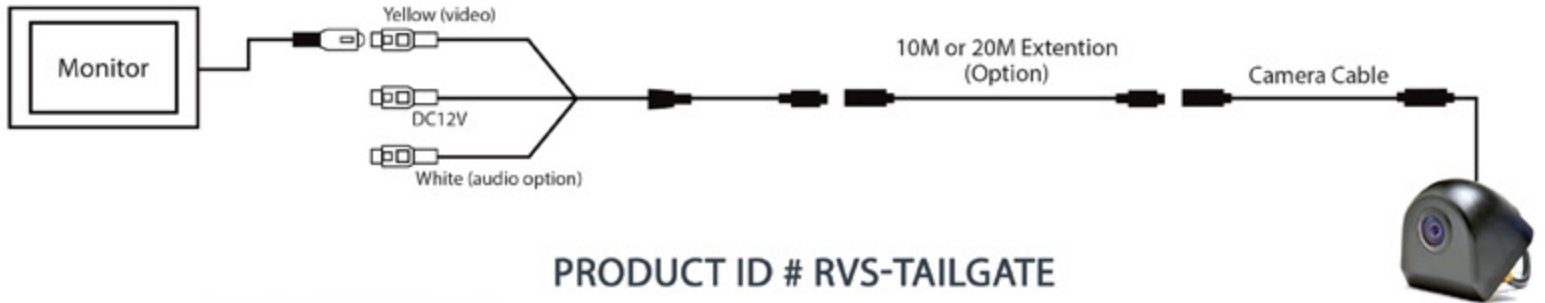 Yellow (video)
Monitor
10M or 20M Extention
(Option)
Camera Cable
DC12V
White (audio option)
PRODUCT ID # RVS-TAILGATE